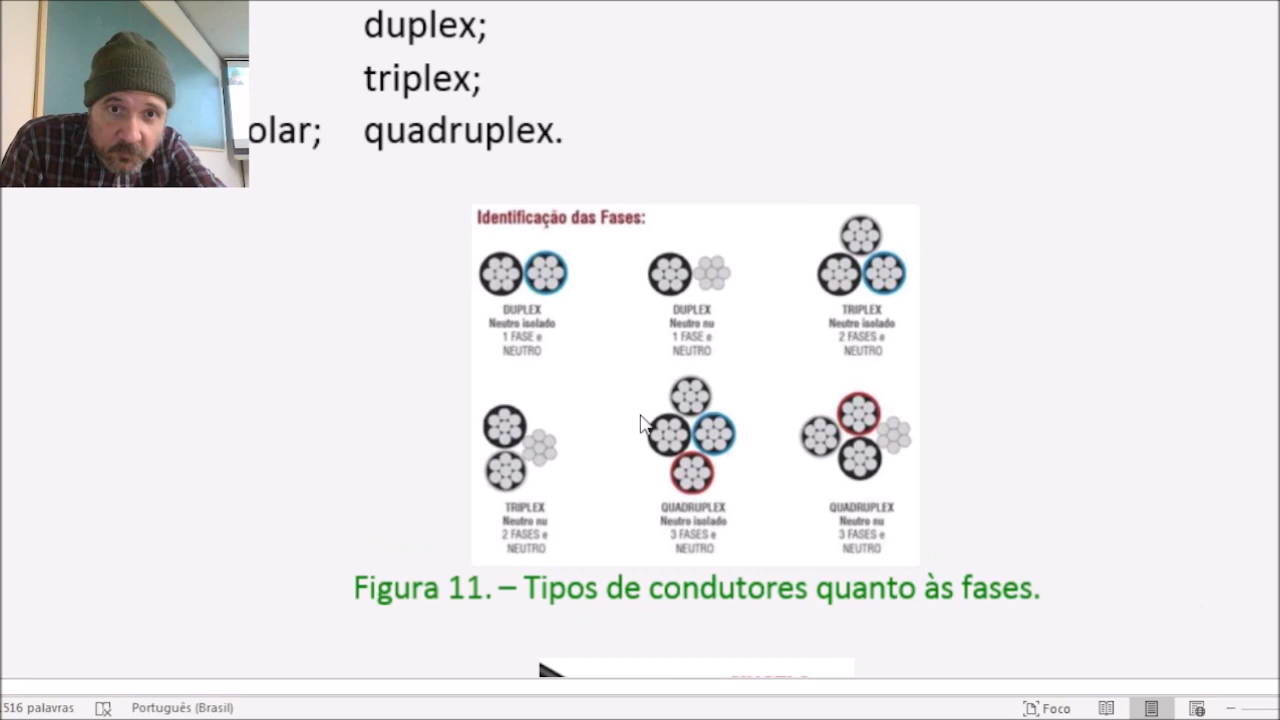 duplex;
triplex;
olar; quadruplex.
Identificação das Fases:
DUPLEX
Neutro isolado
1 FASE e
NEUTRO
DUPLEX
Neutro nu
1 FASE e
NEUTRO
TRIPLEX
Neutro isolado
2 FASES e
NEUTRO
TRIPLEX
Neutro nu
2 FASES e
NEUTRO
QUADRUPLEX
Neutro isolado
3 FASES e
NEUTRO
QUADRUPLEX
Neutro nu
3 FASES e
NEUTRO
Figura 11. – Tipos de condutores quanto às fases.
516 palavras Português (Brasil) Foco